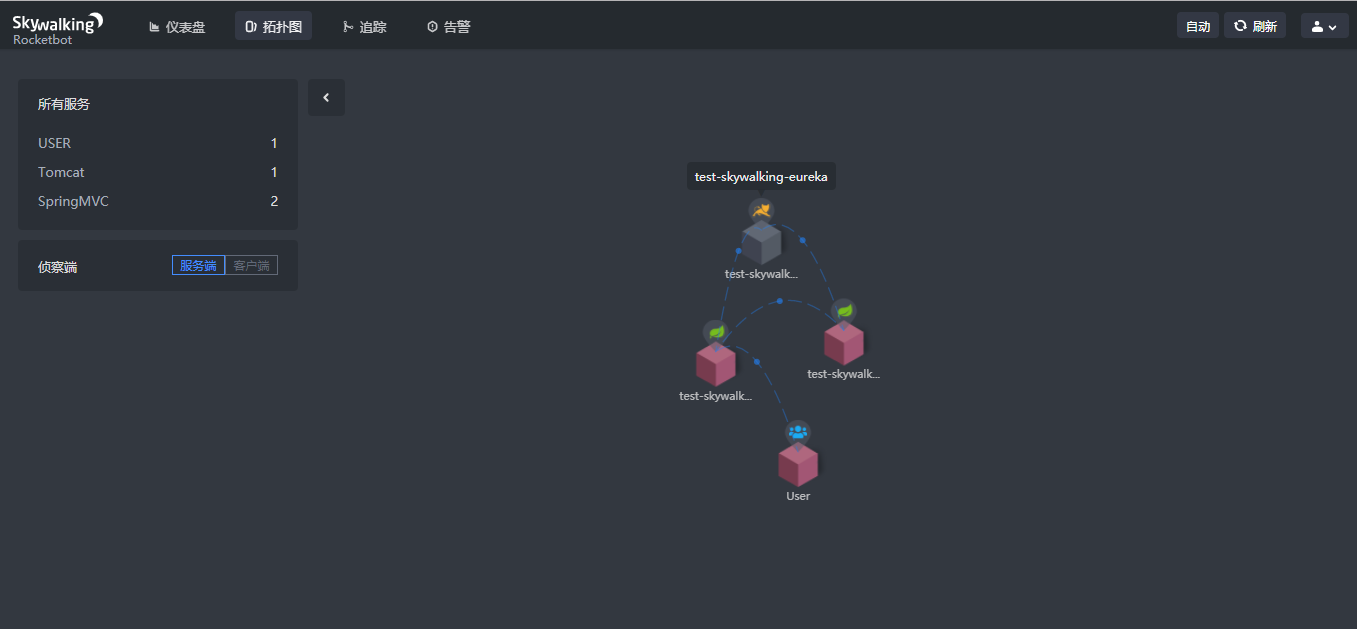 Skywalking
Rocketbot
仪表盘
拓扑图
追踪
告警
自动
刷新
所有服务
USER 1
Tomcat 1
SpringMVC 2
侦察端
服务端
客户端
test-skywalking-eureka
test-skywalk...
test-skywalk...
test-skywalk...
User